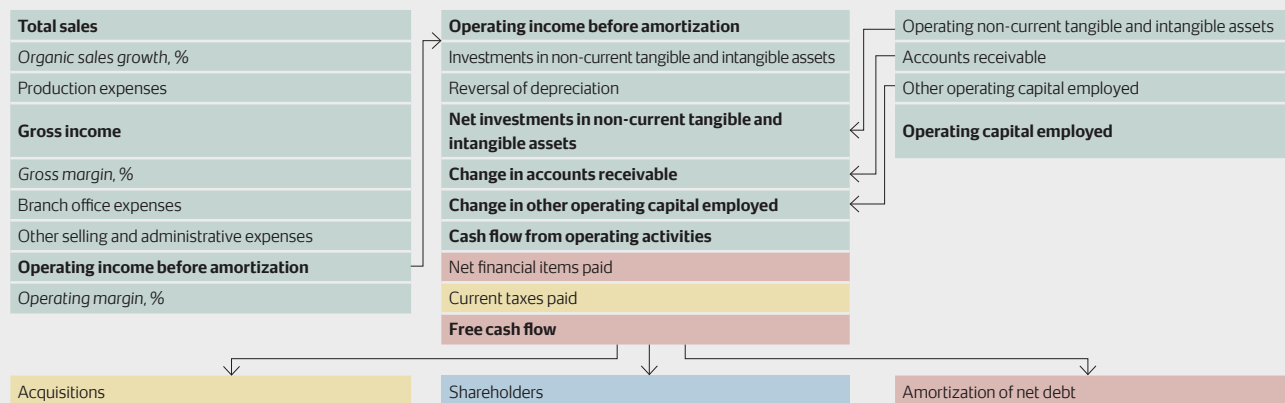 Total sales
Organic sales growth, %
Production expenses
Gross income
Gross margin, %
Branch office expenses
Other selling and administrative expenses
Operating income before amortization
Operating margin, %
Operating income before amortization
Investments in non-current tangible and intangible assets
Reversal of depreciation
Net investments in non-current tangible and
intangible assets
Change in accounts receivable
Change in other operating capital employed
Cash flow from operating activities
Net financial items paid
Current taxes paid
Free cash flow
Operating non-current tangible and intangible assets
Accounts receivable
Other operating capital employed
Operating capital employed
Acquisitions
Shareholders
Amortization of net debt